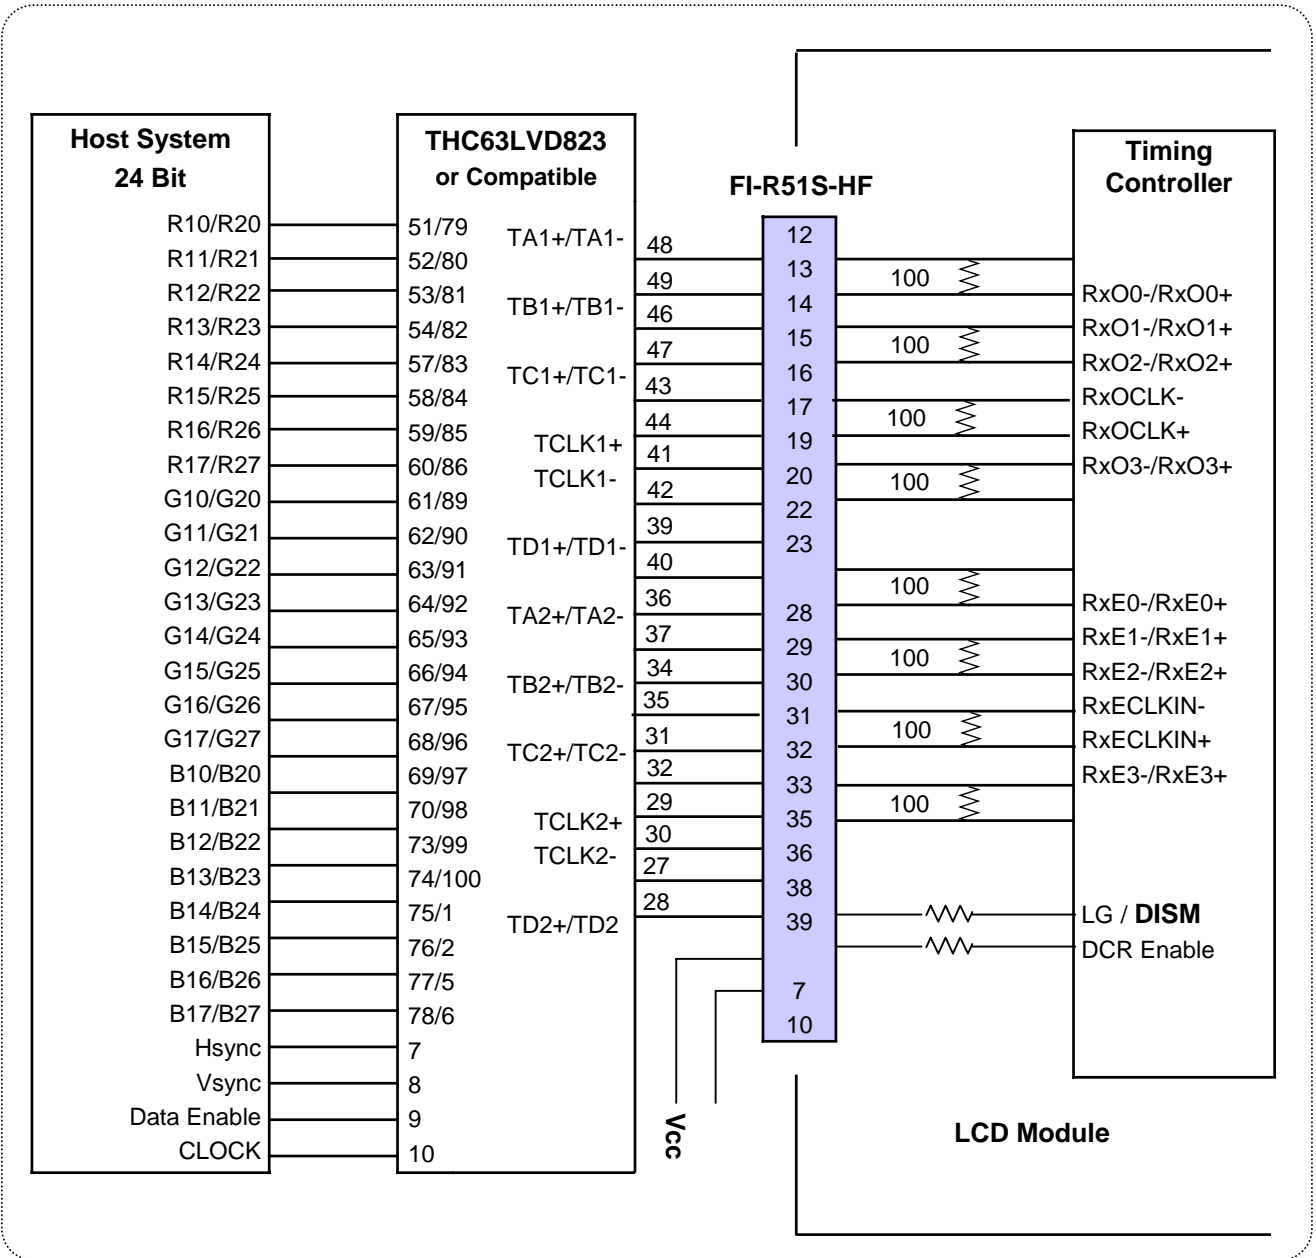 Host System
24 Bit
R10/R20
R11/R21
R12/R22
R13/R23
R14/R24
R15/R25
R16/R26
R17/R27
G10/G20
G11/G21
G12/G22
G13/G23
G14/G24
G15/G25
G16/G26
G17/G27
B10/B20
B11/B21
B12/B22
B13/B23
B14/B24
B15/B25
B16/B26
B17/B27
Hsync
Vsync
Data Enable
CLOCK
THC63LVD823
or Compatible
51/79
52/80
53/81
54/82
57/83
58/84
59/85
60/86
61/89
62/90
63/91
64/92
65/93
66/94
67/95
68/96
69/97
70/98
73/99
74/100
75/1
76/2
77/5
78/6
7
8
9
10
TA1+/TA1-
TB1+/TB1-
TC1+/TC1-
TCLK1+
TCLK1-
TD1+/TD1-
TA2+/TA2-
TB2+/TB2-
TC2+/TC2-
TCLK2+
TCLK2-
TD2+/TD2
48
49
46
47
43
44
41
42
39
40
36
37
34
35
31
32
29
30
27
28
Vcc
FI-R51S-HF
12
13
14
15
16
17
19
20
22
23
28
29
30
31
32
33
35
36
38
39
7
10
100
100
100
100
100
100
100
100
Timing
Controller
RxO0-/RxO0+
RxO1-/RxO1+
RxO2-/RxO2+
RxOCLK-
RxOCLK+
RxO3-/RxO3+
RxE0-/RxE0+
RxE1-/RxE1+
RxE2-/RxE2+
RxECLKIN-
RxECLKIN+
RxE3-/RxE3+
LG / DISM
DCR Enable
LCD Module